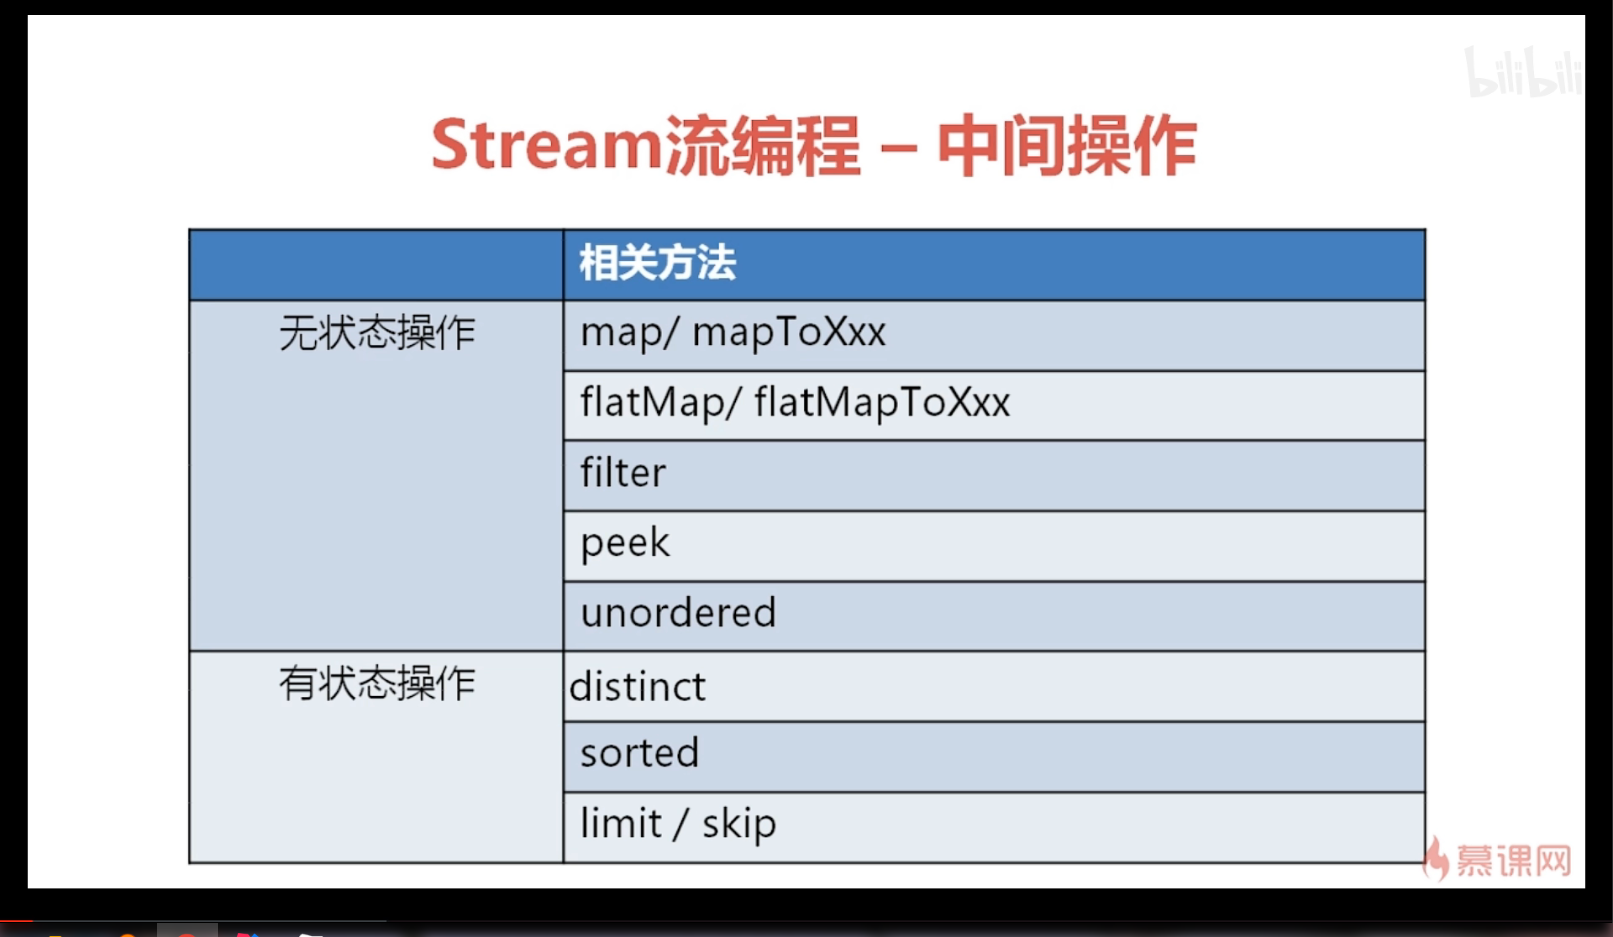 bilibili
Stream流编程 – 中间操作
相关方法
无状态操作
map/ mapToXxx
flatMap/ flatMapToXxx
filter
peek
unordered
有状态操作
distinct
sorted
limit / skip
慕课网